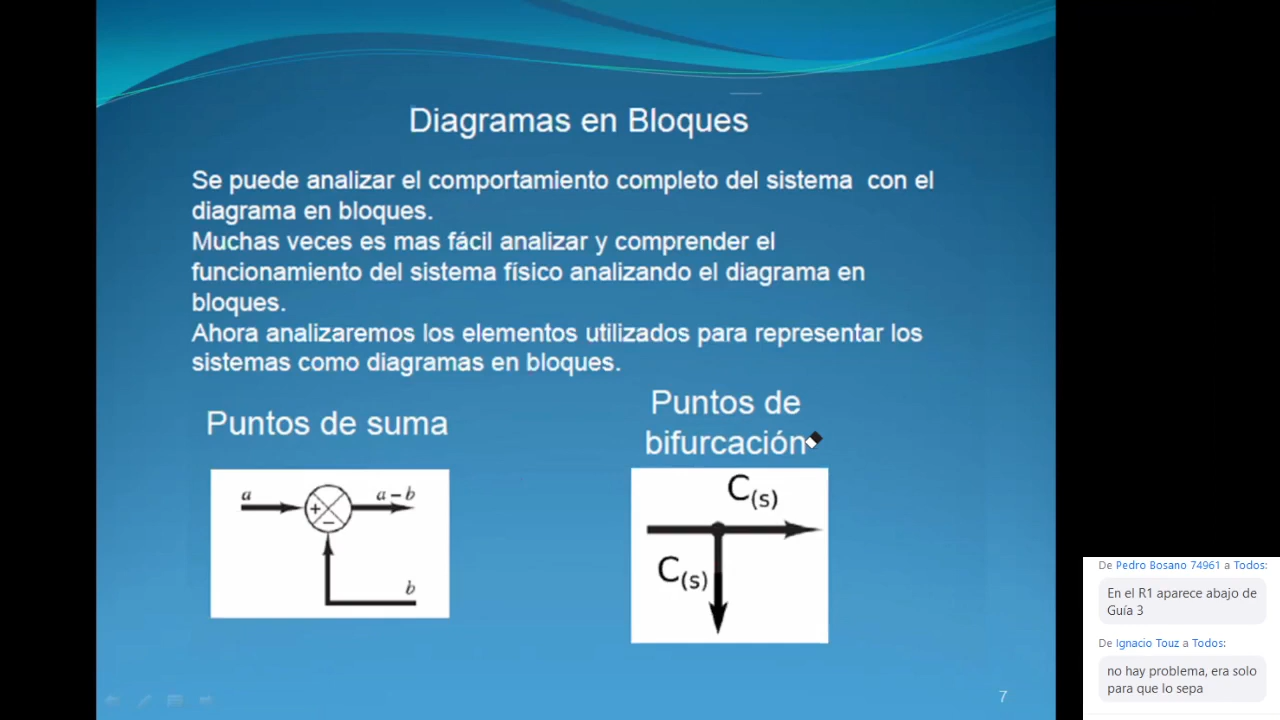 Diagramas en Bloques
Se puede analizar el comportamiento completo del sistema con el
diagrama en bloques.
Muchas veces es mas fácil analizar y comprender el
funcionamiento del sistema físico analizando el diagrama en
bloques.
Ahora analizaremos los elementos utilizados para representar los
sistemas como diagramas en bloques.
Puntos de suma
a
+
−
a − b
b
Puntos de
bifurcación
C(s)
C(s)
7
De Pedro Bosano 74961 a Todos:
En el R1 aparece abajo de
Guía 3
De Ignacio Touz a Todos:
no hay problema, era solo
para que lo sepa